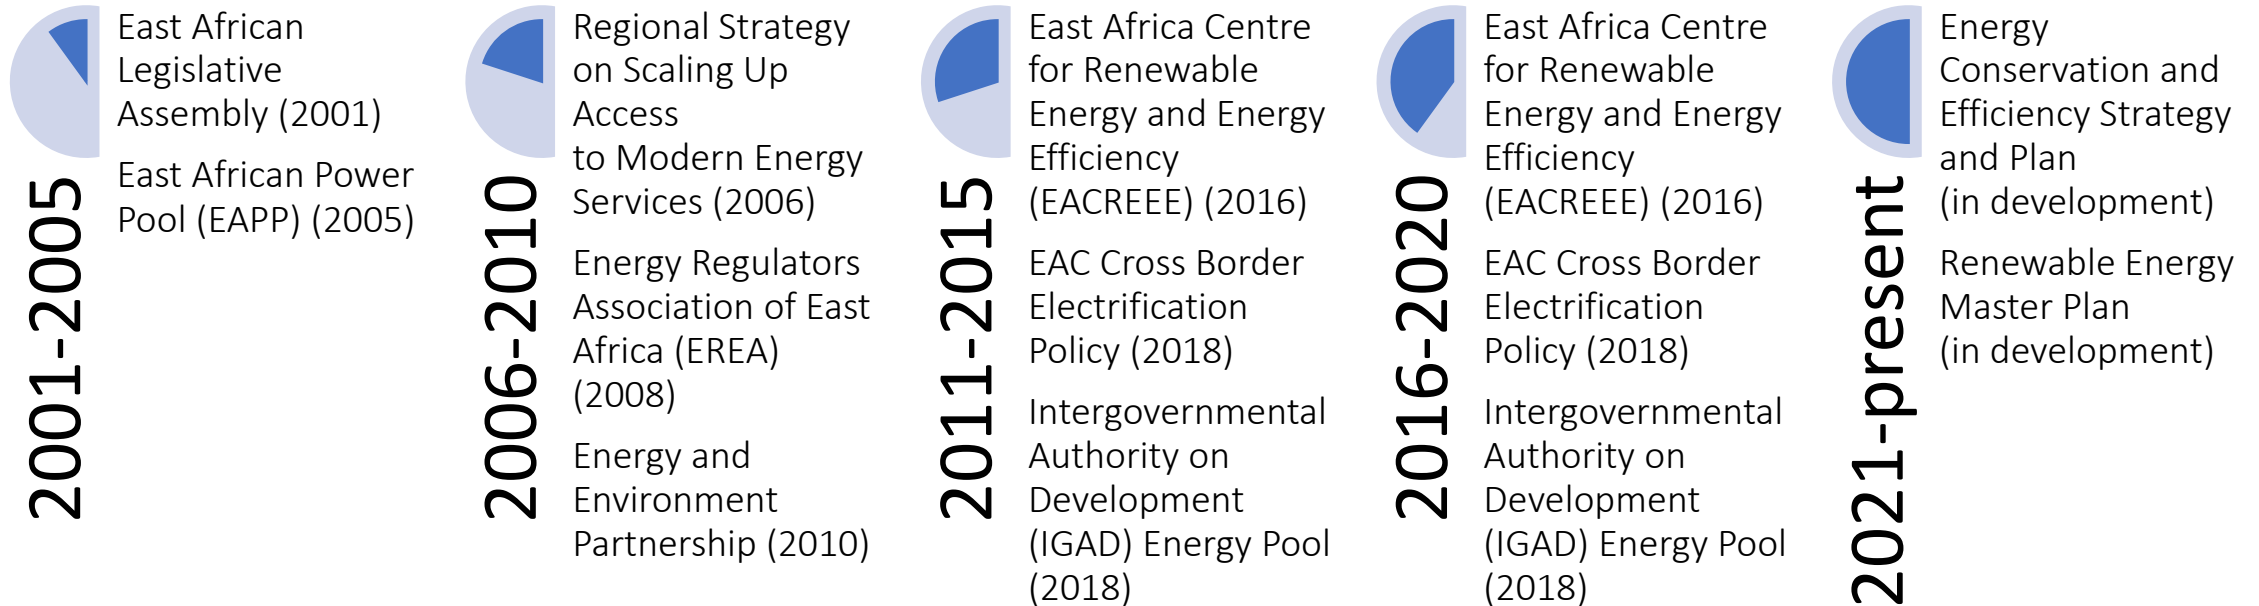 2001-2005
East African
Legislative
Assembly (2001)
East African Power
Pool (EAPP) (2005)
2006-2010
Regional Strategy
on Scaling Up
Access
to Modern Energy
Services (2006)
Energy Regulators
Association of East
Africa (EREA)
(2008)
Energy and
Environment
Partnership (2010)
2011-2015
East Africa Centre
for Renewable
Energy and Energy
Efficiency
(EACREEE) (2016)
EAC Cross Border
Electrification
Policy (2018)
Intergovernmental
Authority on
Development
(IGAD) Energy Pool
(2018)
2016-2020
East Africa Centre
for Renewable
Energy and Energy
Efficiency
(EACREEE) (2016)
EAC Cross Border
Electrification
Policy (2018)
Intergovernmental
Authority on
Development
(IGAD) Energy Pool
(2018)
2021-present
Energy
Conservation and
Efficiency Strategy
and Plan
(in development)
Renewable Energy
Master Plan
(in development)